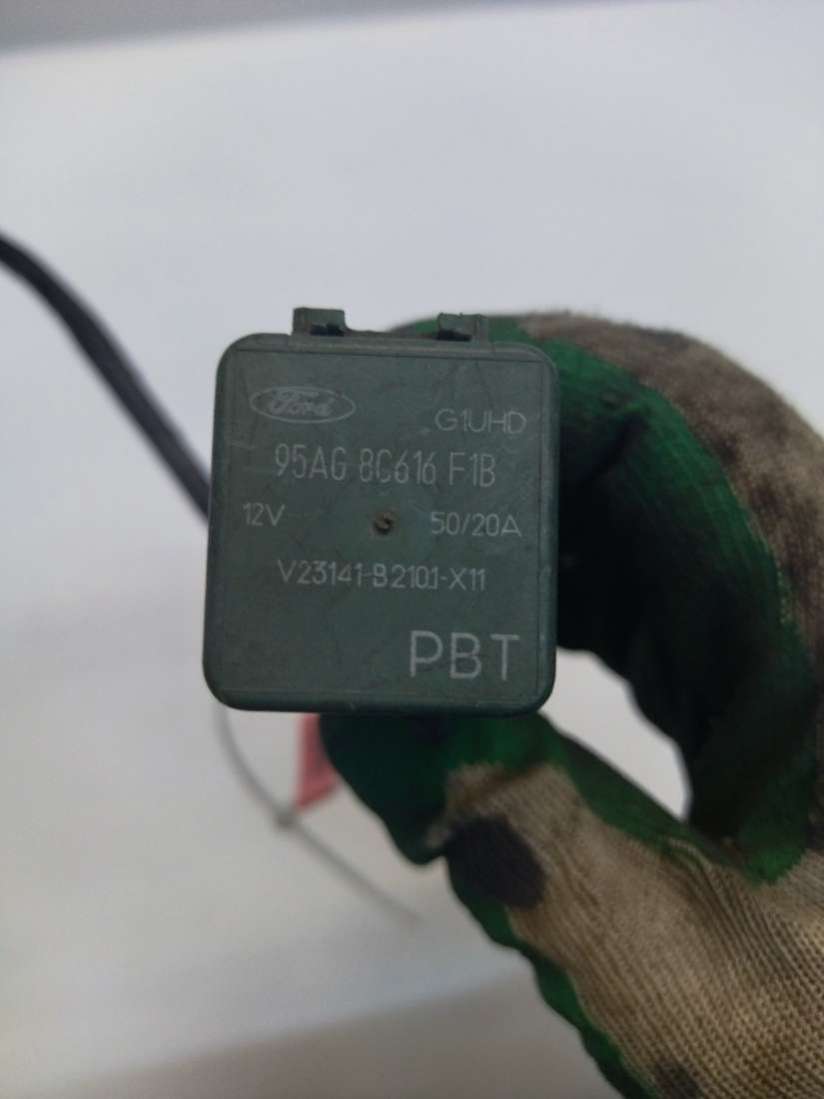 Ford
G1UHD
95AG 8C616 F1B
12V 50/20A
V23141-B2101-X11
PBT